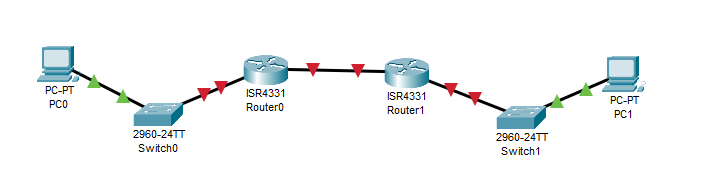 PC-PT
PC0
2960-24TT
Switch0
ISR4331
Router0
ISR4331
Router1
2960-24TT
Switch1
PC-PT
PC1